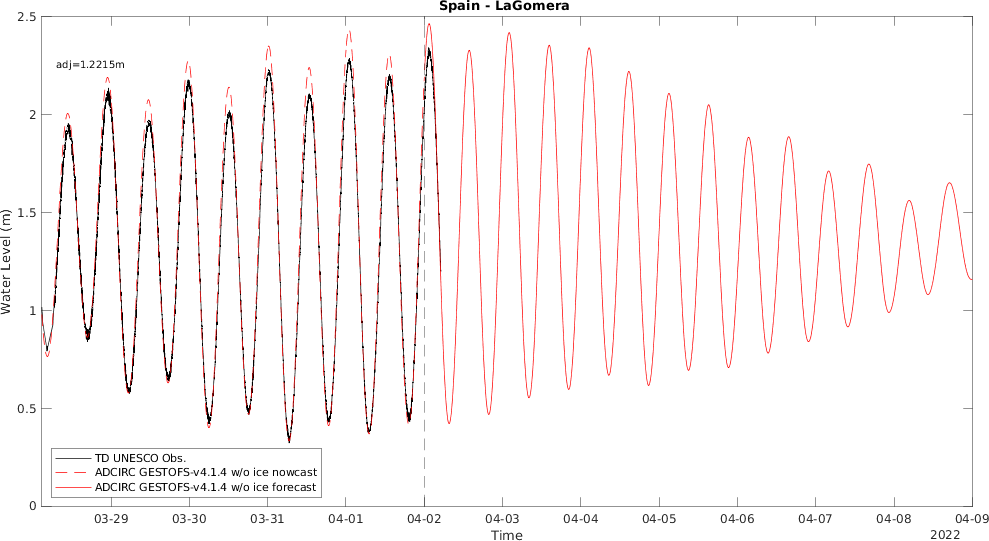 Spain - LaGomera
Water Level (m)
2.5
2
1.5
1
0.5
0
adj=1.2215m
TD UNESCO Obs.
ADCIRC GESTOFS-v4.1.4 w/o ice nowcast
ADCIRC GESTOFS-v4.1.4 w/o ice forecast
03-29 03-30 03-31 04-01 04-02 04-03 04-04 04-05 04-06 04-07 04-08 04-09
Time
2022